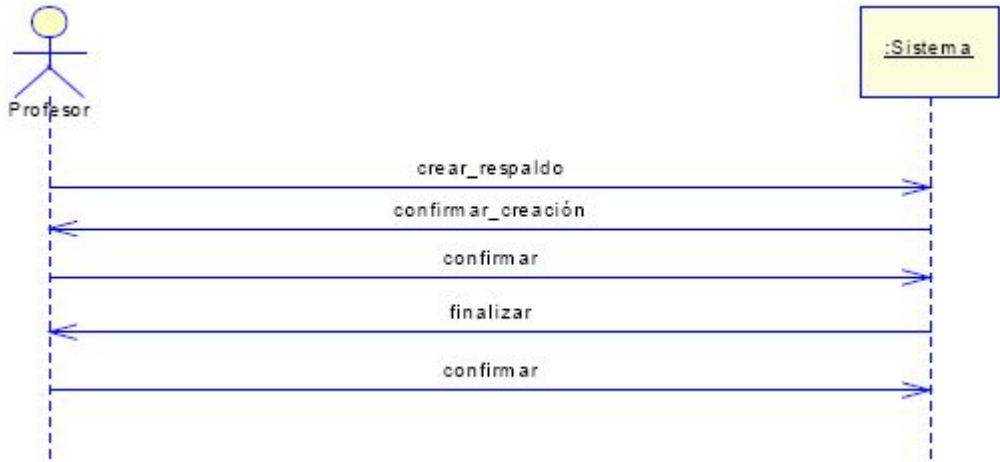 Profesor
:Sistema
crear_respaldo
confirmar_creación
confirmar
finalizar
confirmar